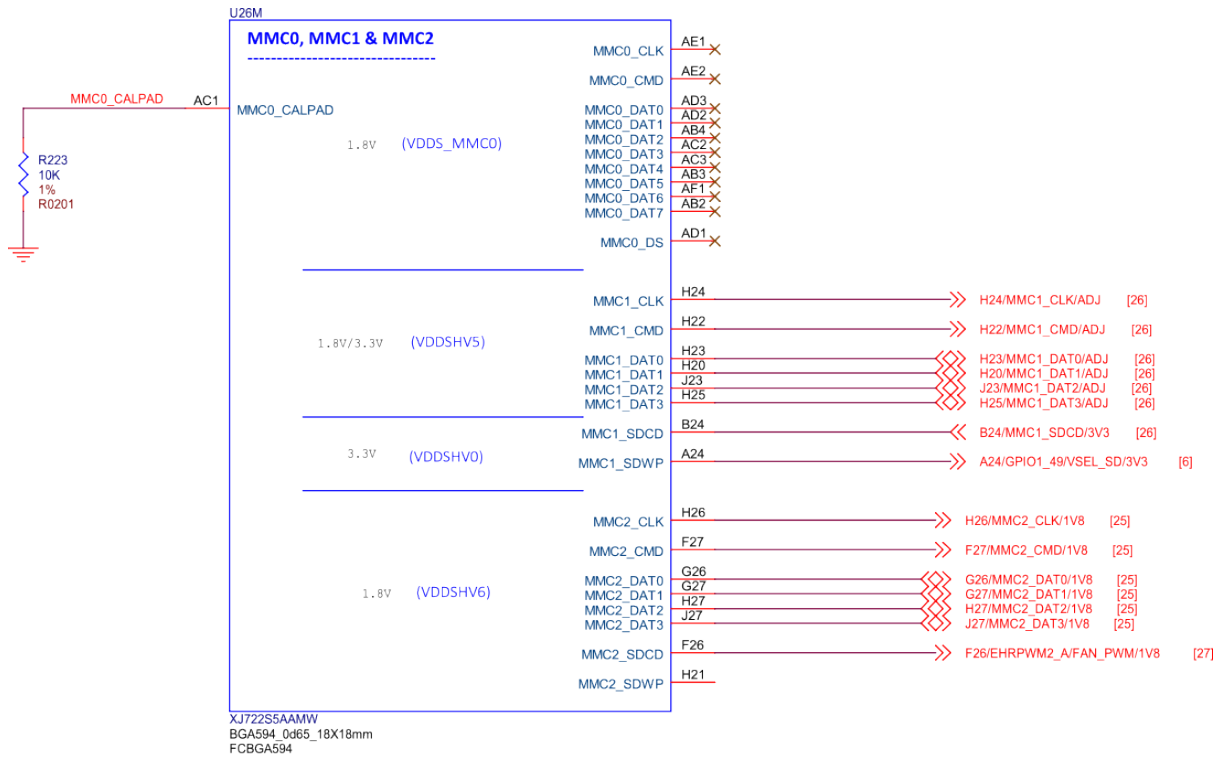 U26M
MMC0, MMC1 & MMC2
--------------------------------
MMC0_CLK AE1
MMC0_CMD AE2
MMC0_CALPAD AC1 MMC0_CALPAD
MMC0_DAT0 AD3
MMC0_DAT1 AD2
MMC0_DAT2 AB4
MMC0_DAT3 AC2
MMC0_DAT4 AC3
MMC0_DAT5 AB3
MMC0_DAT6 AF1
MMC0_DAT7 AB2
1.8V (VDDS_MMC0)
R223
10K
1%
R0201
MMC0_DS AD1
MMC1_CLK H24 H24/MMC1_CLK/ADJ [26]
MMC1_CMD H22 H22/MMC1_CMD/ADJ [26]
1.8V/3.3V (VDDSHV5)
MMC1_DAT0 H23 H23/MMC1_DAT0/ADJ [26]
MMC1_DAT1 H20 H20/MMC1_DAT1/ADJ [26]
MMC1_DAT2 J23 J23/MMC1_DAT2/ADJ [26]
MMC1_DAT3 H25 H25/MMC1_DAT3/ADJ [26]
MMC1_SDCD B24 B24/MMC1_SDCD/3V3 [26]
3.3V (VDDSHV0)
MMC1_SDWP A24 A24/GPIO1_49/VSEL_SD/3V3 [6]
MMC2_CLK H26 H26/MMC2_CLK/1V8 [25]
MMC2_CMD F27 F27/MMC2_CMD/1V8 [25]
MMC2_DAT0 G26 G26/MMC2_DAT0/1V8 [25]
MMC2_DAT1 G27 G27/MMC2_DAT1/1V8 [25]
MMC2_DAT2 H27 H27/MMC2_DAT2/1V8 [25]
MMC2_DAT3 J27 J27/MMC2_DAT3/1V8 [25]
1.8V (VDDSHV6)
MMC2_SDCD F26 F26/EHRPWM2_A/FAN_PWM/1V8 [27]
MMC2_SDWP H21
XJ722S5AAMW
BGA594_0d65_18X18mm
FCBGA594